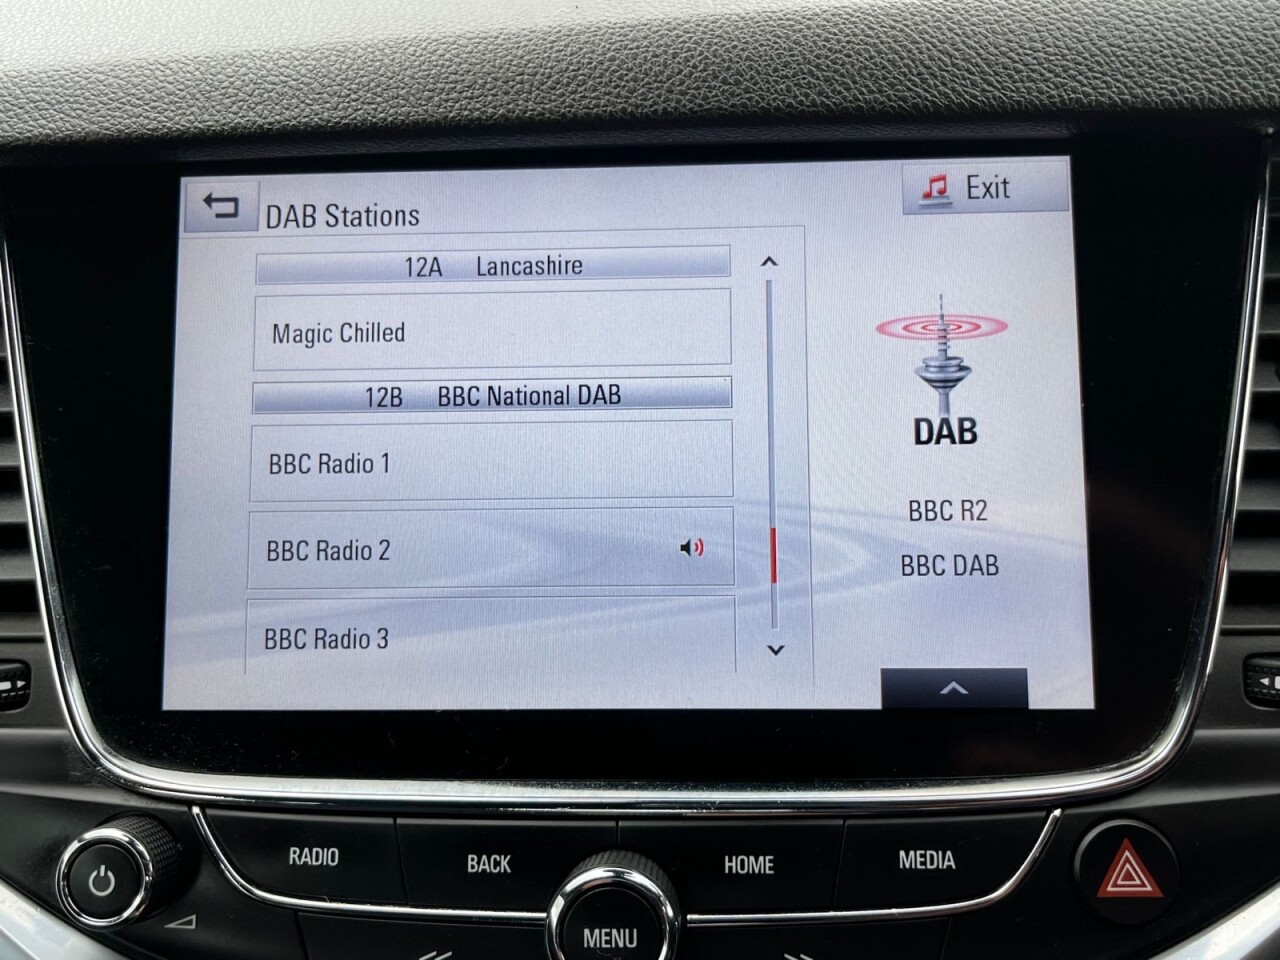 DAB Stations
Exit
12A Lancashire
Magic Chilled
12B BBC National DAB
BBC Radio 1
BBC Radio 2
BBC Radio 3
DAB
BBC R2
BBC DAB
RADIO
BACK
HOME
MEDIA
MENU